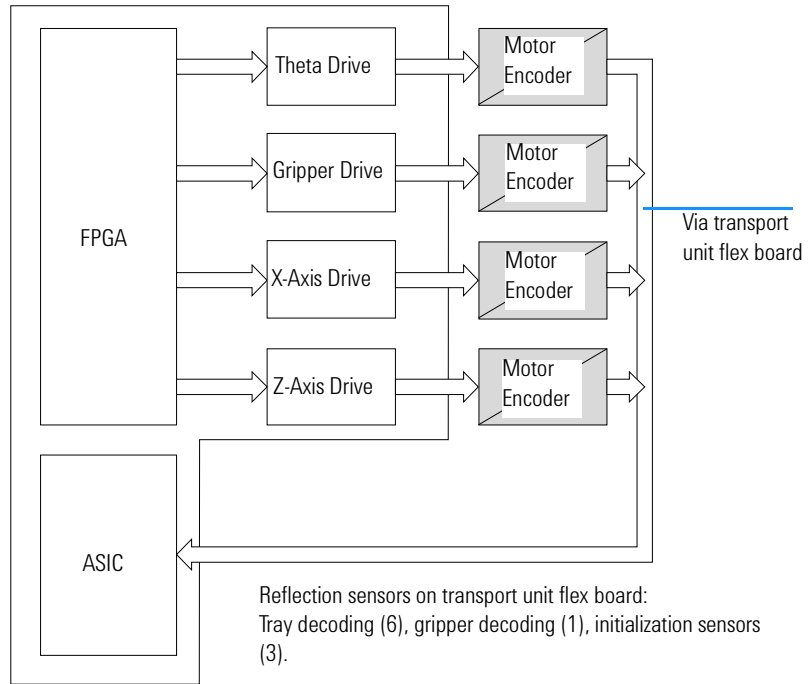 Theta Drive
Motor
Encoder
Gripper Drive
Motor
Encoder
Via transport
unit flex board
FPGA
X-Axis Drive
Motor
Encoder
Z-Axis Drive
Motor
Encoder
ASIC
Reflection sensors on transport unit flex board:
Tray decoding (6), gripper decoding (1), initialization sensors
(3).